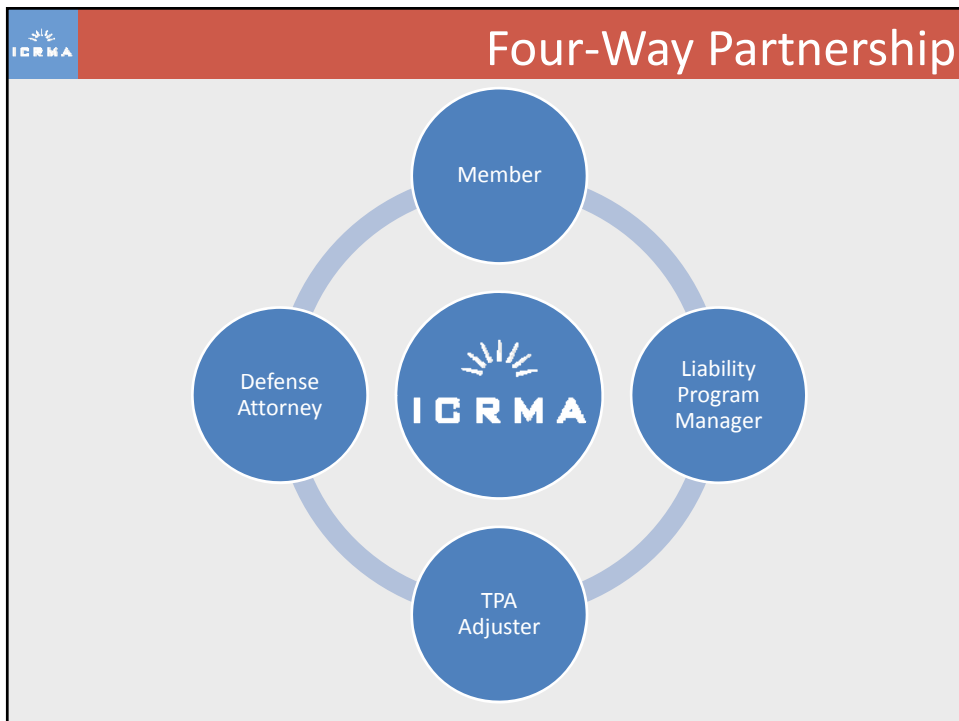 ICRMA
Four-Way Partnership
Member
Defense
Attorney
ICRMA
Liability
Program
Manager
TPA
Adjuster